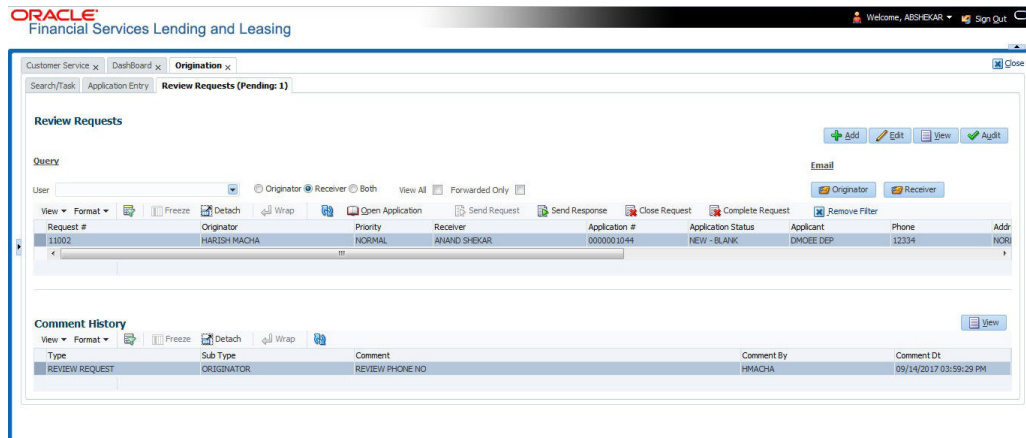 ORACLE®
Financial Services Lending and Leasing
Welcome, ABSHEKAR Sign Out
Customer Service x DashBoard x Origination x Close
Search/Task Application Entry Review Requests (Pending: 1)
Review Requests
Add Edit View Audit
Query Email
User Originator Receiver Both View All Forwarded Only Originator Receiver
View Format Freeze Detach Wrap Open Application Send Request Send Response Close Request Complete Request Remove Filter
Request # Originator Priority Receiver Application # Application Status Applicant Phone Addr
11002 HARISH MACHA NORMAL ANAND SHEKAR 0000001044 NEW - BLANK DMOEE DEP 12334 NORI
Comment History
View
View Format Freeze Detach Wrap
Type Sub Type Comment Comment By Comment Dt
REVIEW REQUEST ORIGINATOR REVIEW PHONE NO HMACHA 09/14/2017 03:59:29 PM